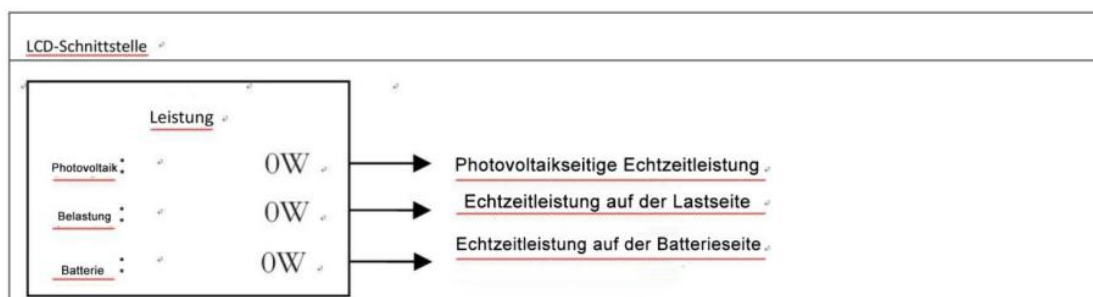 LCD-Schnittstelle
Leistung
Photovoltaik: 0W Photovoltaikseitige Echtzeitleistung
Belastung: 0W Echtzeitleistung auf der Lastseite
Batterie: 0W Echtzeitleistung auf der Batterieseite